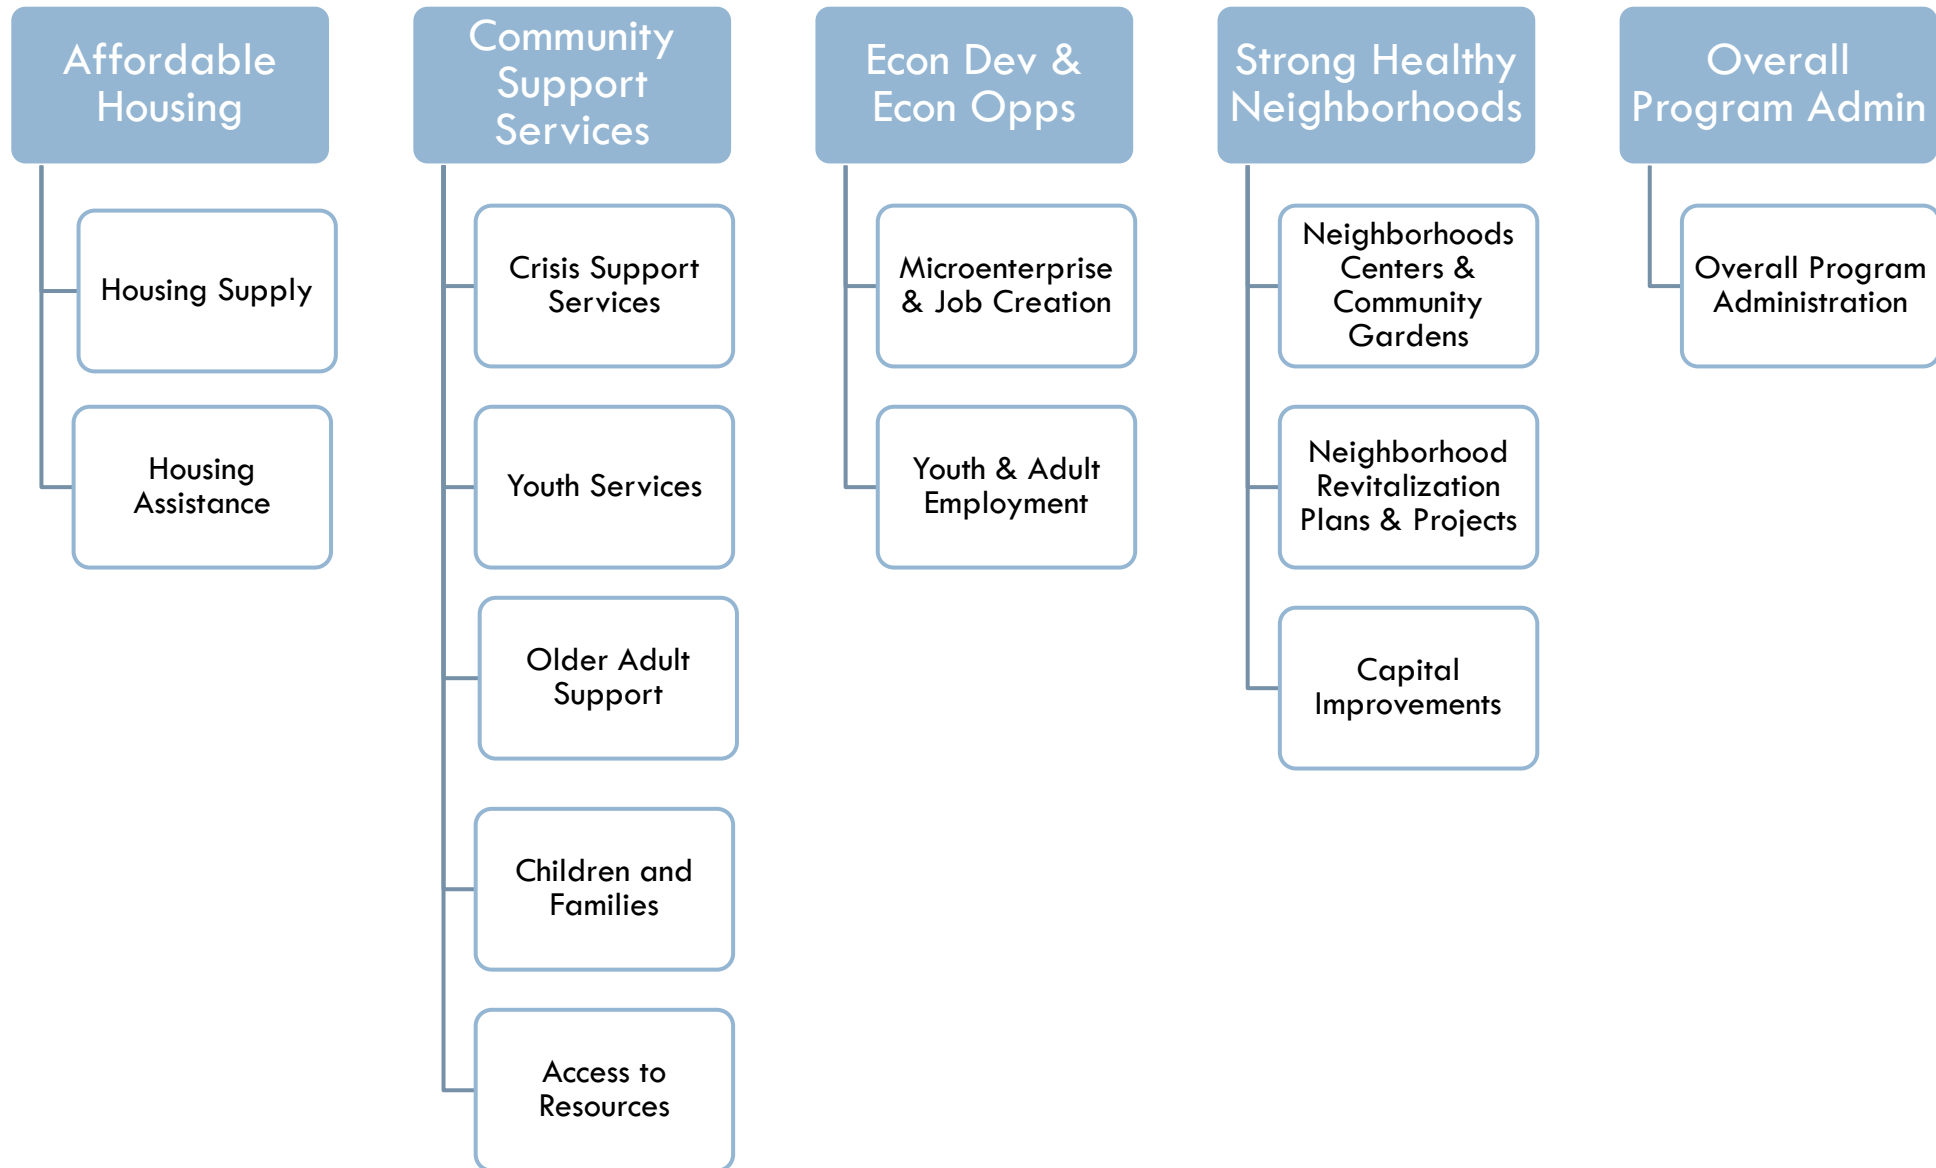 Affordable
Housing
Housing Supply
Housing
Assistance
Community
Support
Services
Crisis Support
Services
Youth Services
Older Adult
Support
Children and
Families
Access to
Resources
Econ Dev &
Econ Opps
Microenterprise
& Job Creation
Youth & Adult
Employment
Strong Healthy
Neighborhoods
Neighborhoods
Centers &
Community
Gardens
Neighborhood
Revitalization
Plans & Projects
Capital
Improvements
Overall
Program Admin
Overall Program
Administration